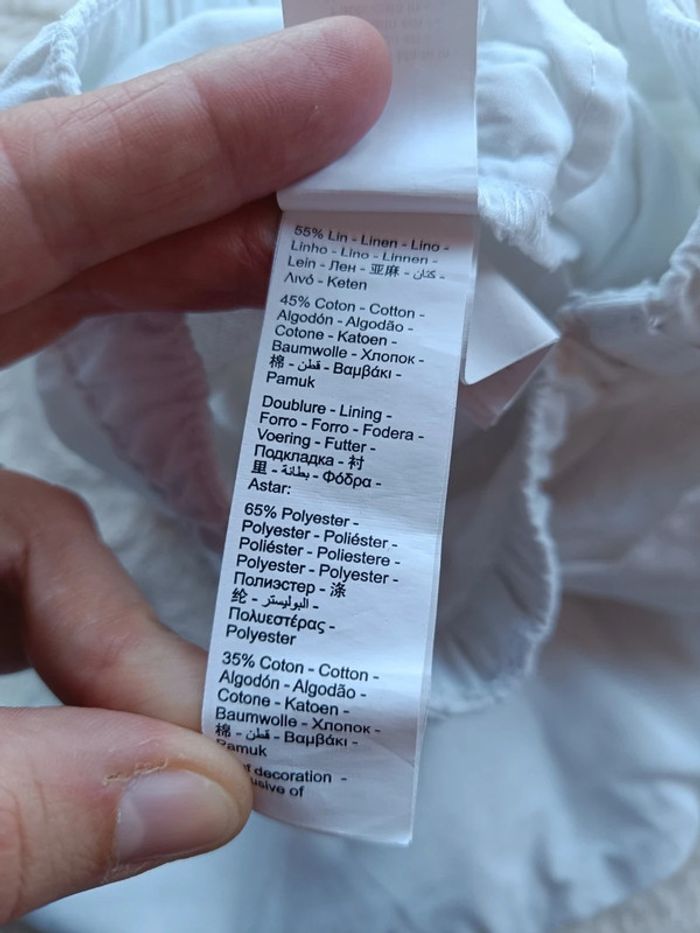 55% Lin - Linen - Lino -
Linho - Lino - Linnen -
Lein - Лен - 亚麻 - كتان -
Λινό - Keten
45% Coton - Cotton -
Algodón - Algodão -
Cotone - Katoen -
Baumwolle - Хлопок -
棉 - قطن - Βαμβάκι -
Pamuk
Doublure - Lining -
Forro - Forro - Fodera -
Voering - Futter -
Подкладка - 衬
里 - بطانة - Φόδρα -
Astar:
65% Polyester -
Polyester - Poliéster -
Poliéster - Poliestere -
Polyester - Polyester -
Полиэстер - 涤
纶 - البوليستر -
Πολυεστέρας -
Polyester
35% Coton - Cotton -
Algodón - Algodão -
Cotone - Katoen -
Baumwolle - Хлопок -
棉 - قطن - Βαμβάκι -
Pamuk
decoration -
of